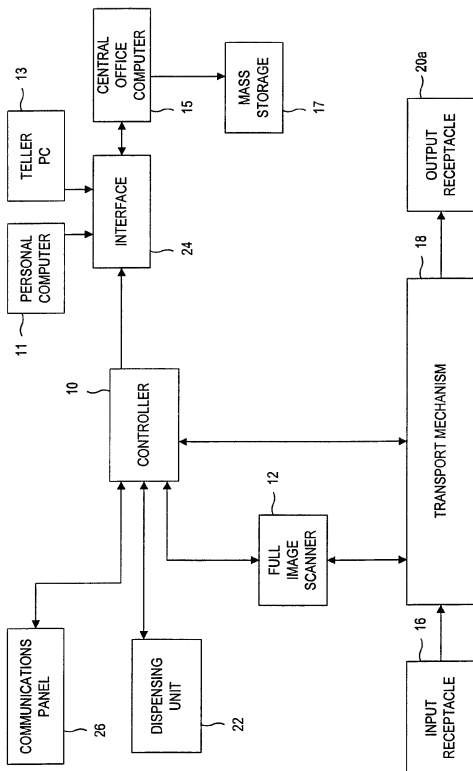 13
TELLER
PC
CENTRAL
OFFICE
COMPUTER
15
MASS
STORAGE
17
PERSONAL
COMPUTER
11
INTERFACE
24
10
CONTROLLER
COMMUNICATIONS
PANEL
26
DISPENSING
UNIT
22
12
FULL
IMAGE
SCANNER
16
INPUT
RECEPTACLE
18
TRANSPORT MECHANISM
20a
OUTPUT
RECEPTACLE